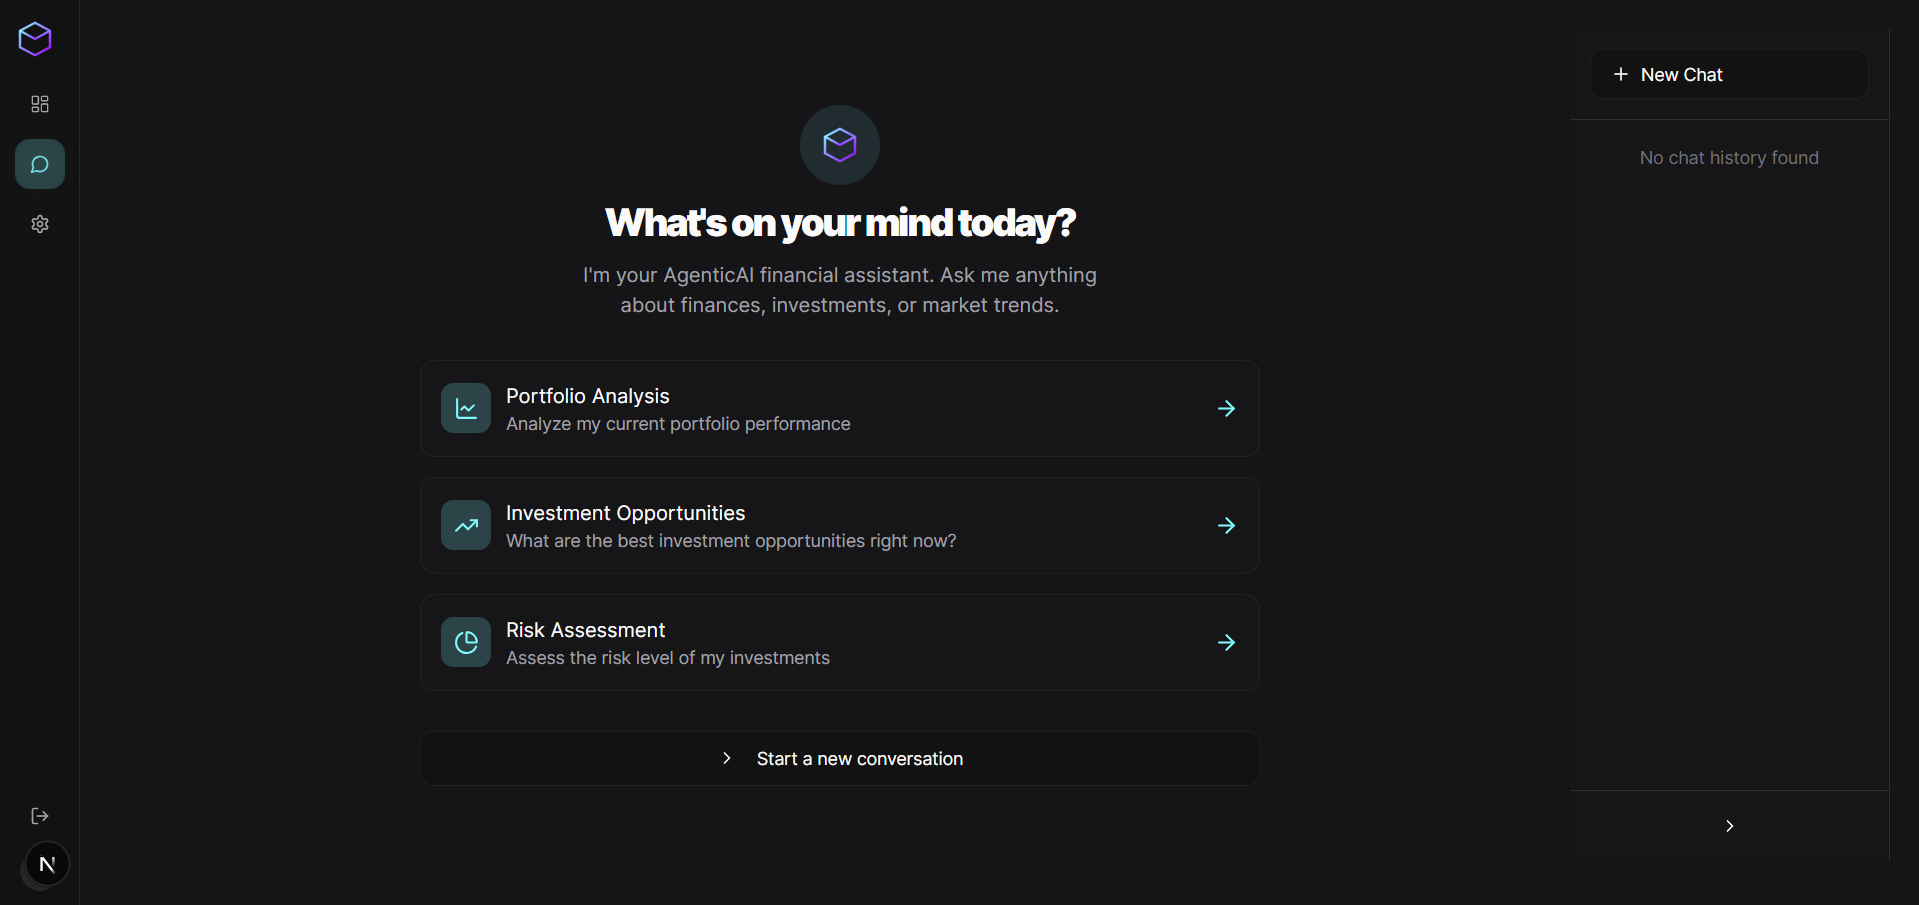 What's on your mind today?
I'm your AgenticAI financial assistant. Ask me anything
about finances, investments, or market trends.
Portfolio Analysis
Analyze my current portfolio performance
Investment Opportunities
What are the best investment opportunities right now?
Risk Assessment
Assess the risk level of my investments
Start a new conversation
New Chat
No chat history found
N